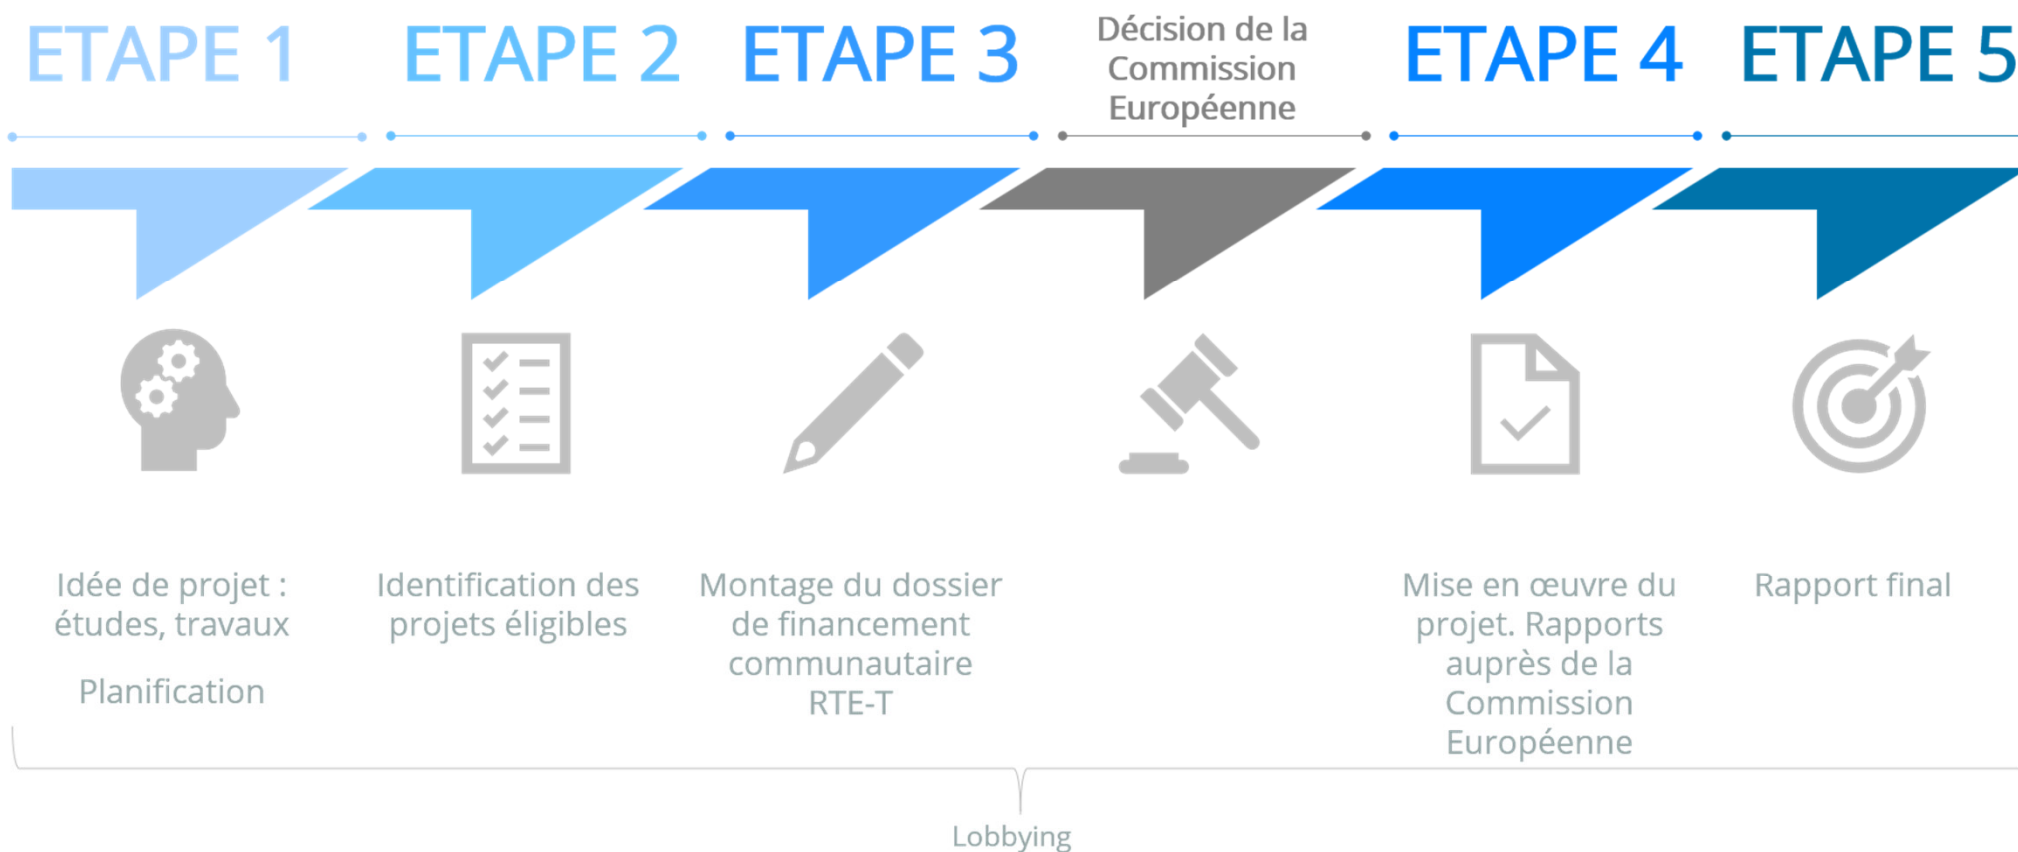 ETAPE 1
ETAPE 2
ETAPE 3
Décision de la
Commission
Européenne
ETAPE 4
ETAPE 5
Idée de projet :
études, travaux
Planification
Identification des
projets éligibles
Montage du dossier
de financement
communautaire
RTE-T
Mise en œuvre du
projet. Rapports
auprès de la
Commission
Européenne
Rapport final
Lobbying